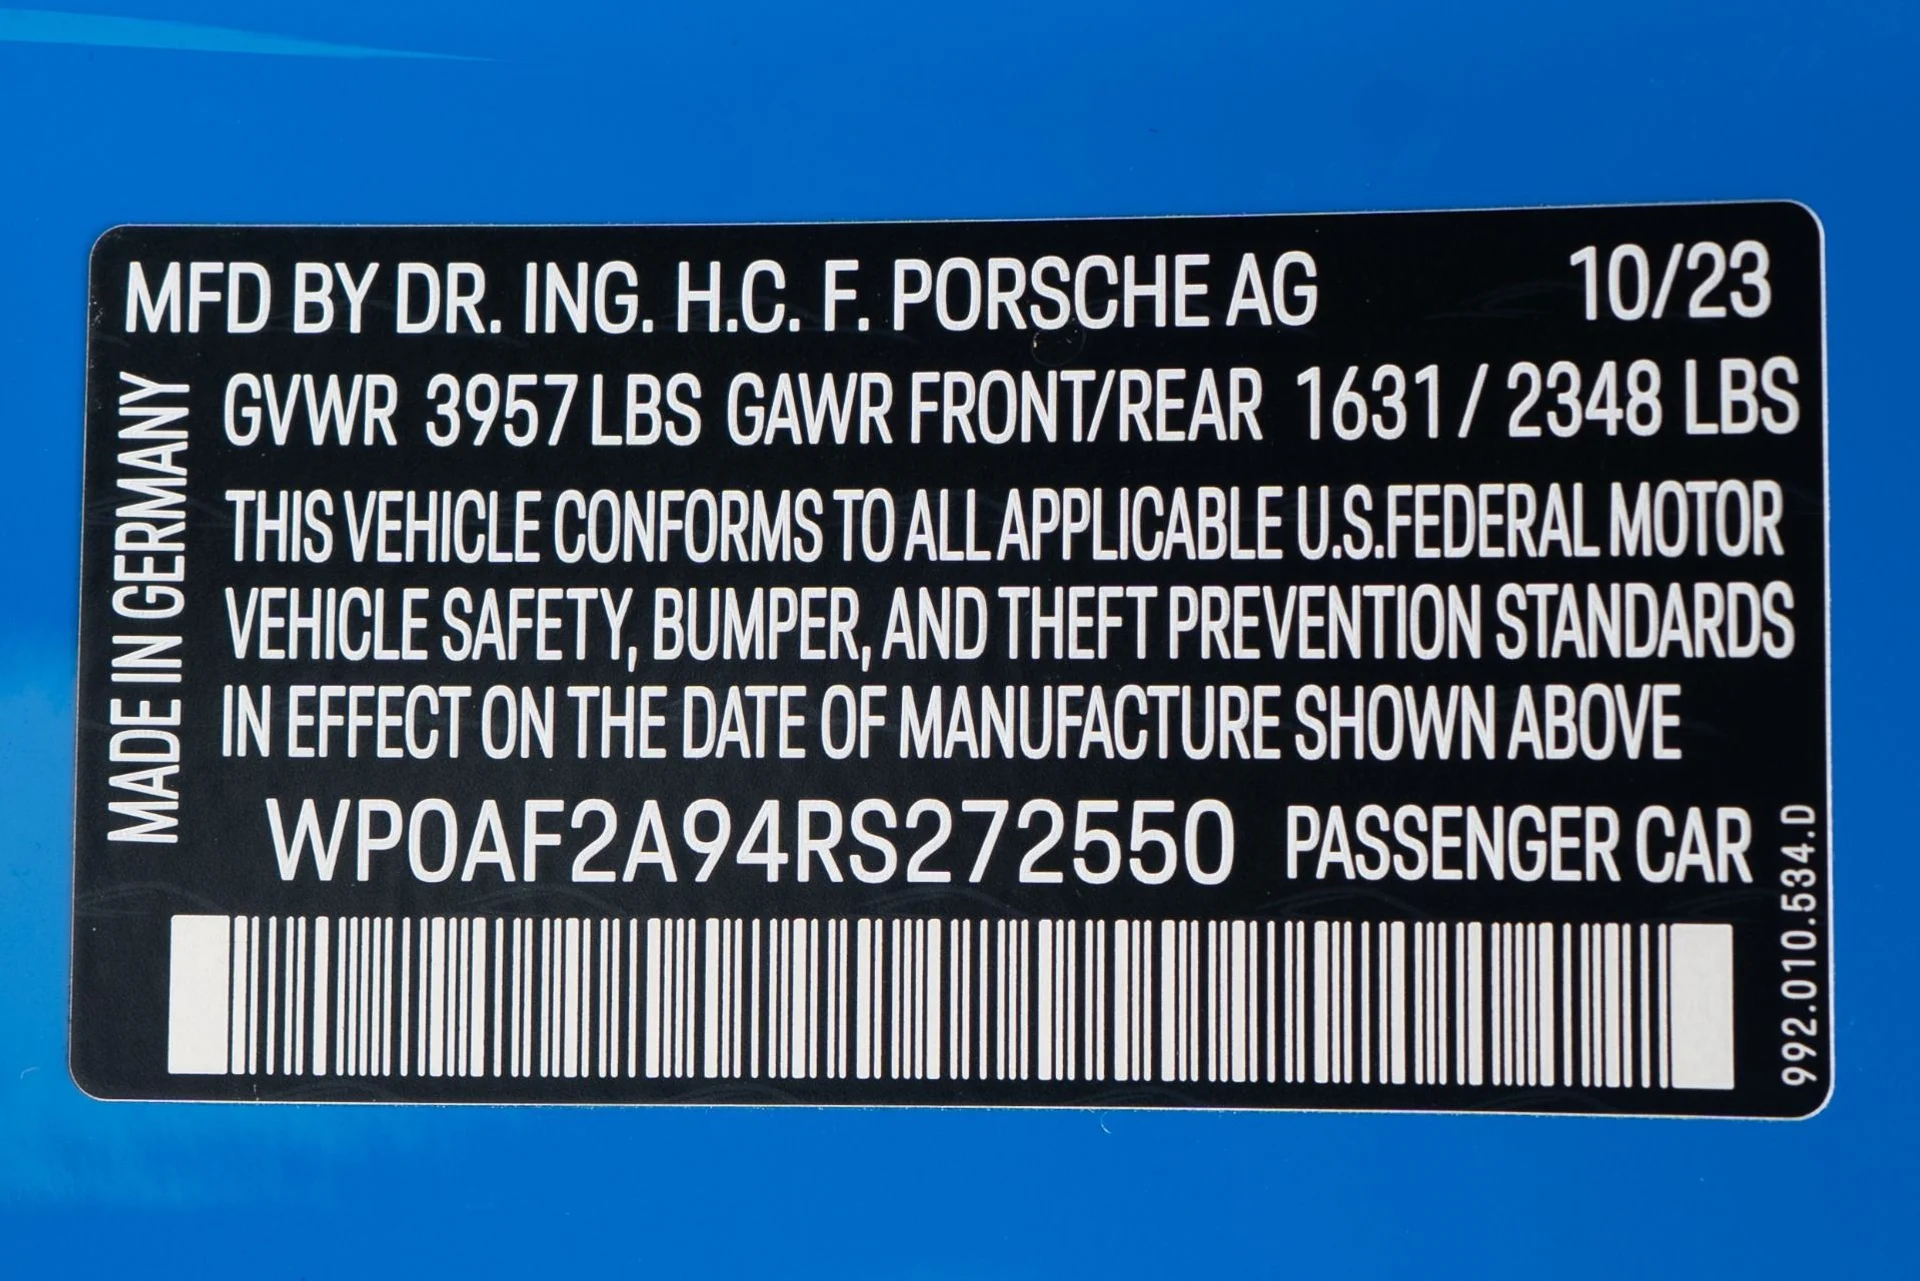 MFD BY DR. ING. H.C. F. PORSCHE AG 10/23
GVWR 3957 LBS GAWR FRONT/REAR 1631 / 2348 LBS
THIS VEHICLE CONFORMS TO ALL APPLICABLE U.S.FEDERAL MOTOR
VEHICLE SAFETY, BUMPER, AND THEFT PREVENTION STANDARDS
IN EFFECT ON THE DATE OF MANUFACTURE SHOWN ABOVE
WP0AF2A94RS272550 PASSENGER CAR
MADE IN GERMANY
992.010.534.D